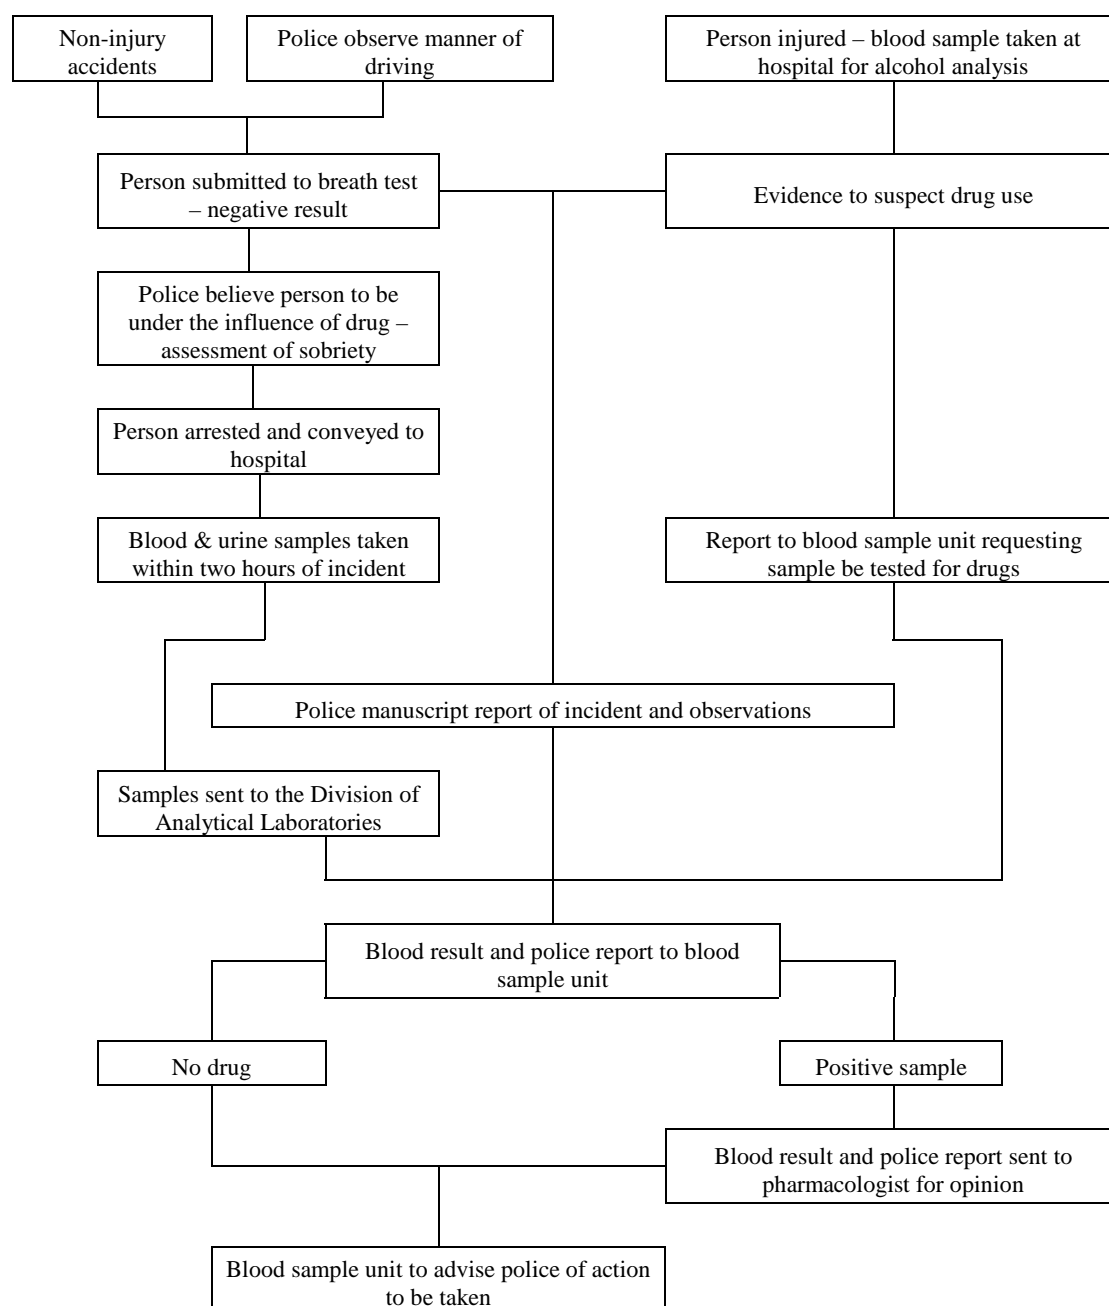 Non-injury
accidents
Police observe manner of
driving
Person injured – blood sample taken at
hospital for alcohol analysis
Person submitted to breath test
– negative result
Evidence to suspect drug use
Police believe person to be
under the influence of drug –
assessment of sobriety
Person arrested and conveyed to
hospital
Blood & urine samples taken
within two hours of incident
Report to blood sample unit requesting
sample be tested for drugs
Police manuscript report of incident and observations
Samples sent to the Division of
Analytical Laboratories
Blood result and police report to blood
sample unit
No drug
Positive sample
Blood result and police report sent to
pharmacologist for opinion
Blood sample unit to advise police of action
to be taken